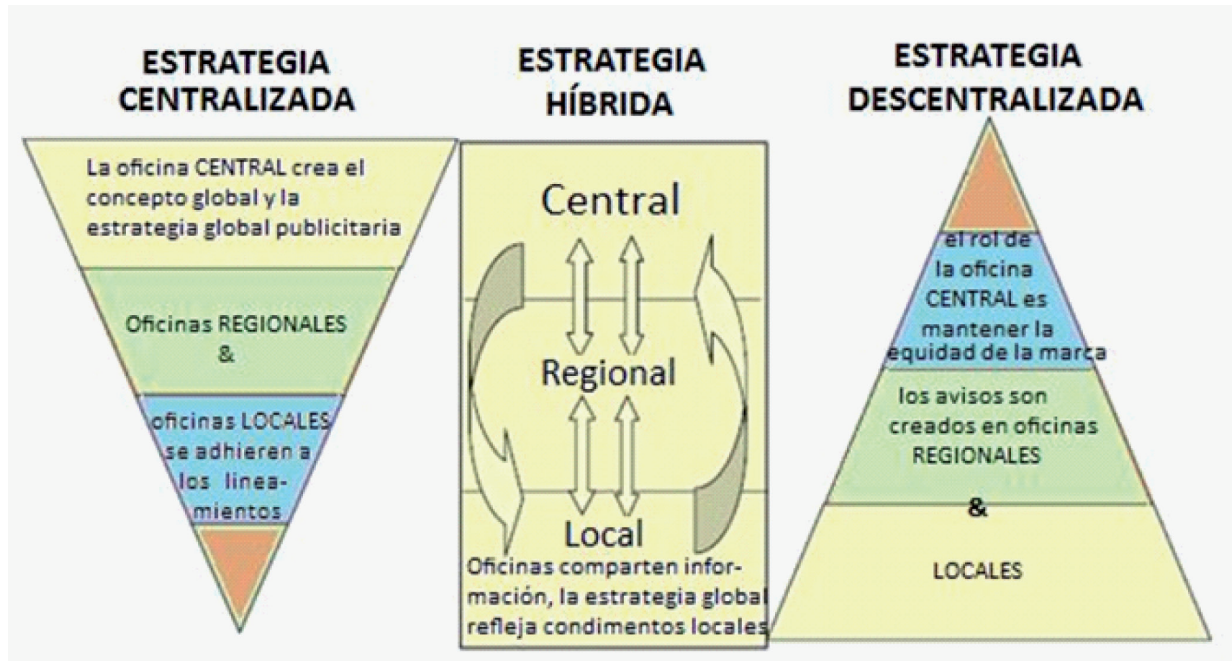 ESTRATEGIA
CENTRALIZADA
La oficina CENTRAL crea el
concepto global y la
estrategia global publicitaria
Oficinas REGIONALES
&
oficinas LOCALES
se adhieren a
los linea-
mientos
ESTRATEGIA
HÍBRIDA
Central
Regional
Local
Oficinas comparten infor-
mación, la estrategia global
refleja condimentos locales
ESTRATEGIA
DESCENTRALIZADA
el rol de
la oficina
CENTRAL es
mantener la
equidad de la marca
los avisos son
creados en oficinas
REGIONALES
&
LOCALES